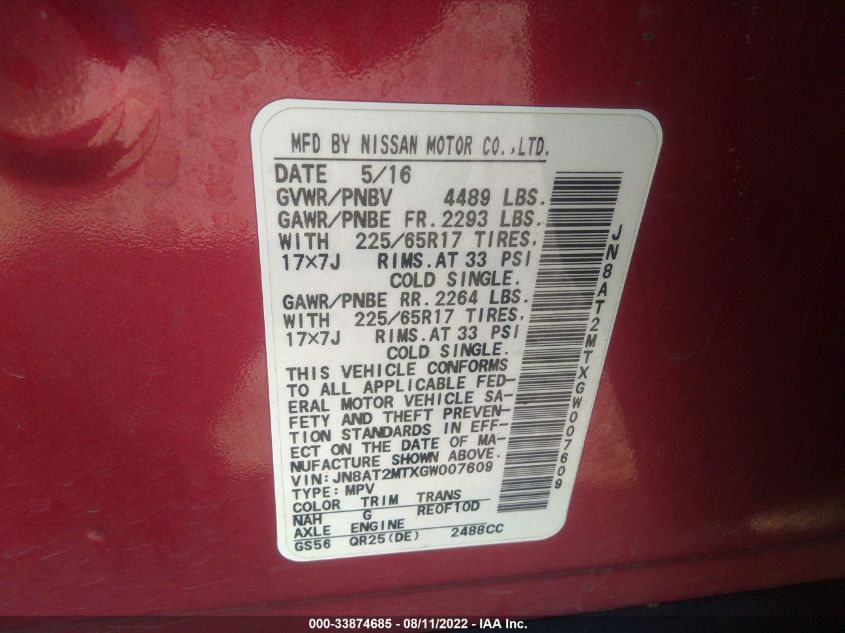 MFD BY NISSAN MOTOR CO.,LTD.
DATE 5/16
GVWR/PNBV 4489 LBS.
GAWR/PNBE FR. 2293 LBS.
WITH 225/65R17 TIRES,
17×7J RIMS.AT 33 PSI
COLD SINGLE.
GAWR/PNBE RR. 2264 LBS.
WITH 225/65R17 TIRES,
17×7J RIMS.AT 33 PSI
COLD SINGLE.
THIS VEHICLE CONFORMS
TO ALL APPLICABLE FED-
ERAL MOTOR VEHICLE SA-
FETY AND THEFT PREVEN-
TION STANDARDS IN EFF-
ECT ON THE DATE OF MA-
NUFACTURE SHOWN ABOVE.
VIN: JN8AT2MTXGW007609
TYPE: MPV
COLOR TRIM TRANS
NAH G RE0F10D
AXLE ENGINE
GS56 QR25(DE) 2488CC
JN8AT2MTXGW007609
000-33874685 - 08/11/2022 - IAA Inc.